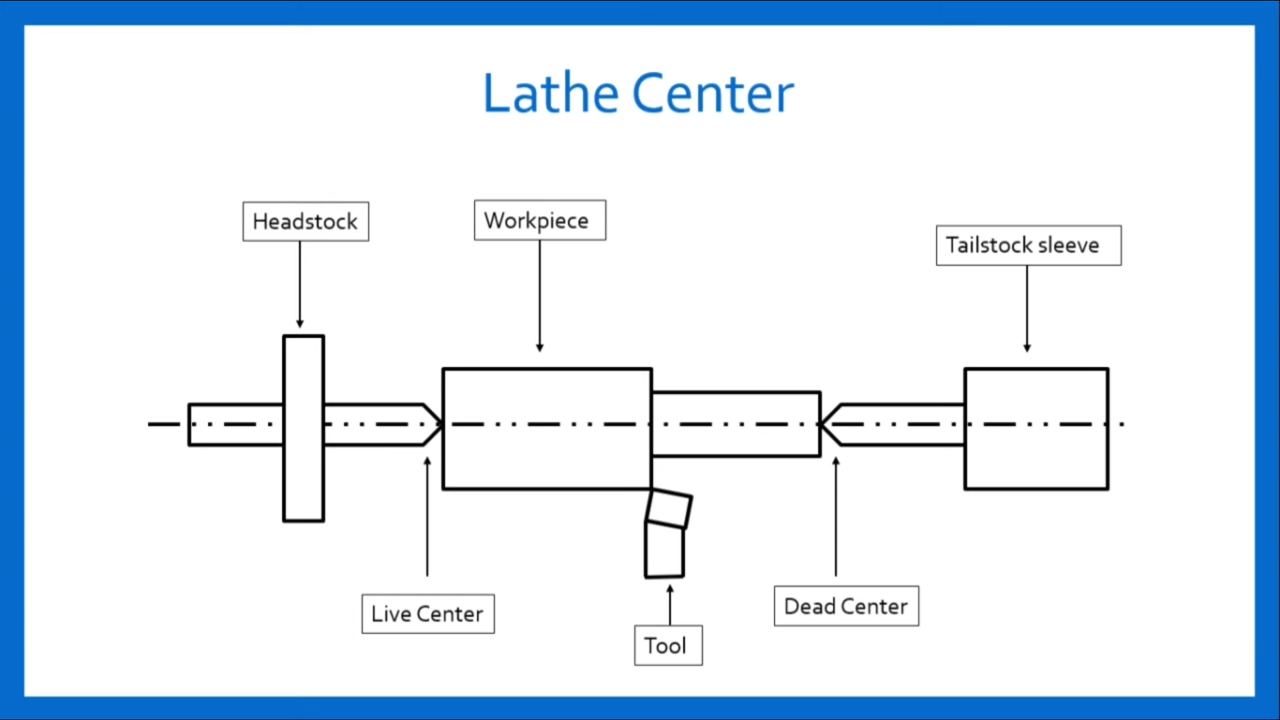 Lathe Center
Headstock
Workpiece
Tailstock sleeve
Live Center
Dead Center
Tool